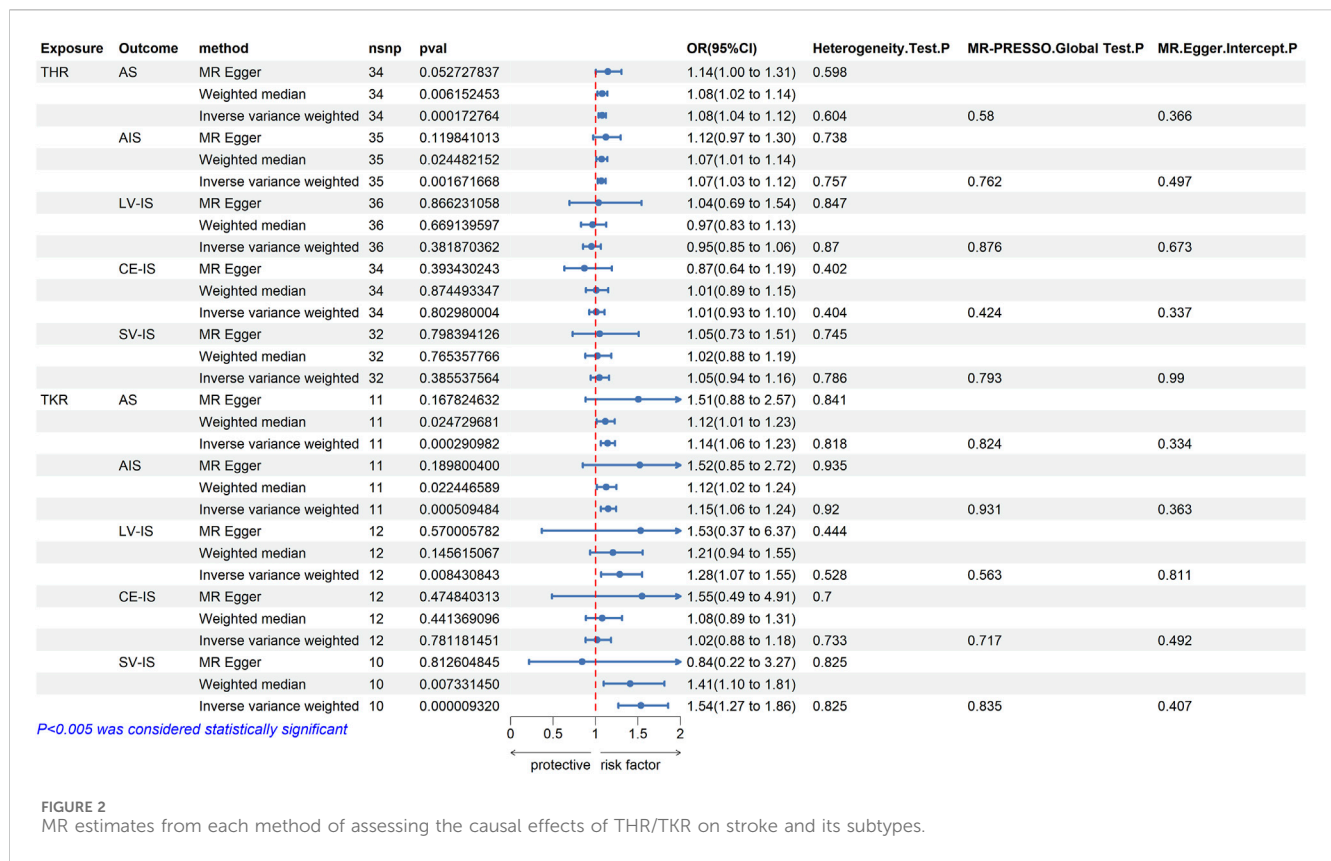 Exposure Outcome method nsnp pval OR(95%CI) Heterogeneity.Test.P MR-PRESSO.Global Test.P MR.Egger.Intercept.P
THR AS MR Egger 34 0.052727837 1.14(1.00 to 1.31) 0.598
Weighted median 34 0.006152453 1.08(1.02 to 1.14)
Inverse variance weighted 34 0.000172764 1.08(1.04 to 1.12) 0.604 0.58 0.366
AIS MR Egger 35 0.119841013 1.12(0.97 to 1.30) 0.738
Weighted median 35 0.024482152 1.07(1.01 to 1.14)
Inverse variance weighted 35 0.001671668 1.07(1.03 to 1.12) 0.757 0.762 0.497
LV-IS MR Egger 36 0.866231058 1.04(0.69 to 1.54) 0.847
Weighted median 36 0.669139597 0.97(0.83 to 1.13)
Inverse variance weighted 36 0.381870362 0.95(0.85 to 1.06) 0.87 0.876 0.673
CE-IS MR Egger 34 0.393430243 0.87(0.64 to 1.19) 0.402
Weighted median 34 0.874493347 1.01(0.89 to 1.15)
Inverse variance weighted 34 0.802980004 1.01(0.93 to 1.10) 0.404 0.424 0.337
SV-IS MR Egger 32 0.798394126 1.05(0.73 to 1.51) 0.745
Weighted median 32 0.765357766 1.02(0.88 to 1.19)
Inverse variance weighted 32 0.385537564 1.05(0.94 to 1.16) 0.786 0.793 0.99
TKR AS MR Egger 11 0.167824632 1.51(0.88 to 2.57) 0.841
Weighted median 11 0.024729681 1.12(1.01 to 1.23)
Inverse variance weighted 11 0.000290982 1.14(1.06 to 1.23) 0.818 0.824 0.334
AIS MR Egger 11 0.189800400 1.52(0.85 to 2.72) 0.935
Weighted median 11 0.022446589 1.12(1.02 to 1.24)
Inverse variance weighted 11 0.000509484 1.15(1.06 to 1.24) 0.92 0.931 0.363
LV-IS MR Egger 12 0.570005782 1.53(0.37 to 6.37) 0.444
Weighted median 12 0.145615067 1.21(0.94 to 1.55)
Inverse variance weighted 12 0.008430843 1.28(1.07 to 1.55) 0.528 0.563 0.811
CE-IS MR Egger 12 0.474840313 1.55(0.49 to 4.91) 0.7
Weighted median 12 0.441369096 1.08(0.89 to 1.31)
Inverse variance weighted 12 0.781181451 1.02(0.88 to 1.18) 0.733 0.717 0.492
SV-IS MR Egger 10 0.812604845 0.84(0.22 to 3.27) 0.825
Weighted median 10 0.007331450 1.41(1.10 to 1.81)
Inverse variance weighted 10 0.000009320 1.54(1.27 to 1.86) 0.825 0.835 0.407
P<0.005 was considered statistically significant
0 0.5 1 1.5 2
protective risk factor
FIGURE 2
MR estimates from each method of assessing the causal effects of THR/TKR on stroke and its subtypes.